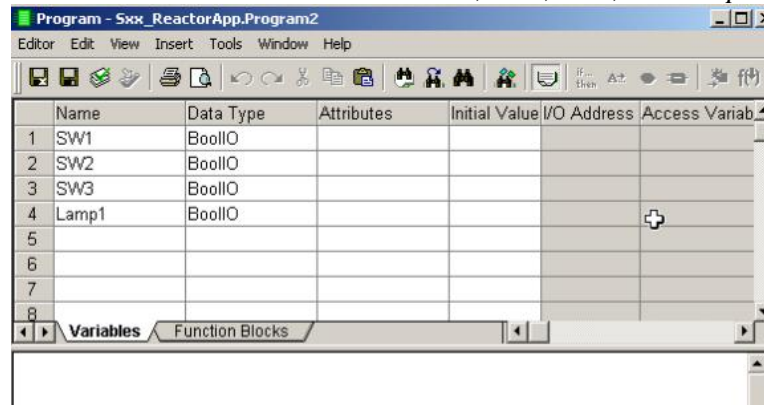 Program - Sxx_ReactorApp.Program2
Editor Edit View Insert Tools Window Help
Name Data Type Attributes Initial Value I/O Address Access Variab
1 SW1 BoolIO
2 SW2 BoolIO
3 SW3 BoolIO
4 Lamp1 BoolIO
5
6
7
8
Variables Function Blocks